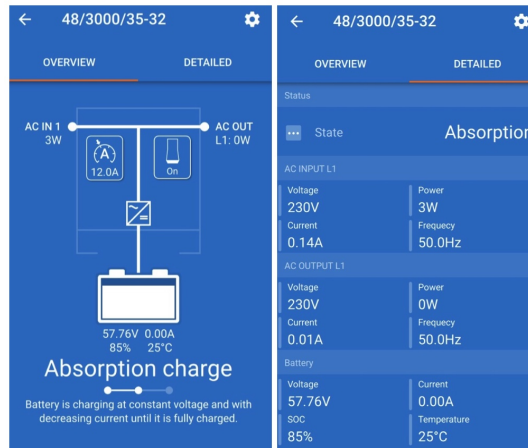 48/3000/35-32
OVERVIEW
DETAILED
AC IN 1
3W
AC OUT
L1: 0W
A
12.0A
On
57.76V 0.00A
85% 25°C
Absorption charge
Battery is charging at constant voltage and with
decreasing current until it is fully charged.
48/3000/35-32
OVERVIEW
DETAILED
Status
State
Absorption
AC INPUT L1
Voltage
Power
230V
3W
Current
Frequecy
0.14A
50.0Hz
AC OUTPUT L1
Voltage
Power
230V
0W
Current
Frequecy
0.01A
50.0Hz
Battery
Voltage
Current
57.76V
0.00A
SOC
Temperature
85%
25°C